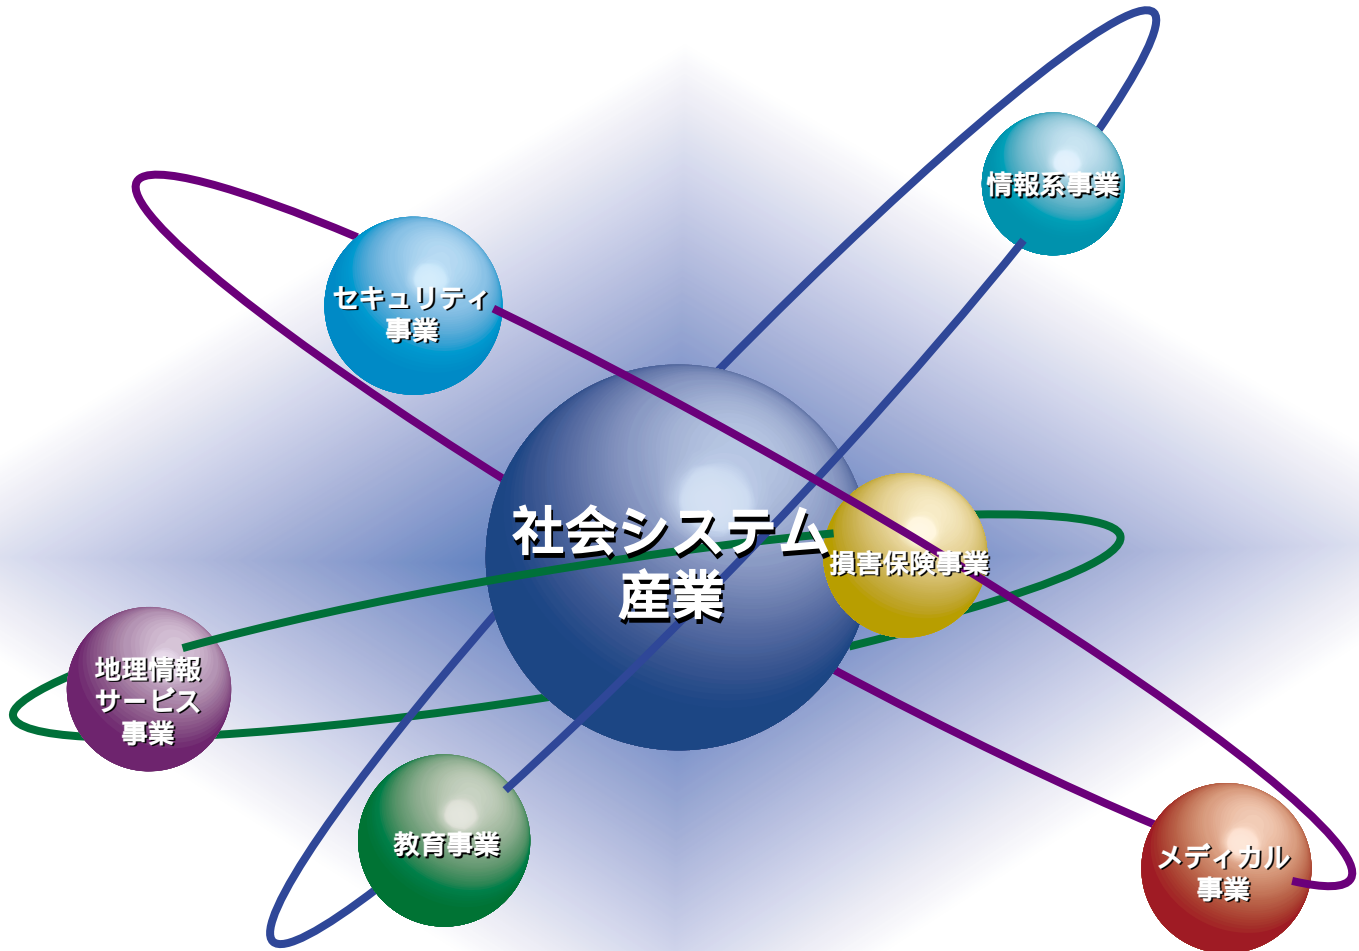 情報系事業
セキュリティ
事業
社会システム
産業
損害保険事業
地理情報
サービス
事業
教育事業
メディカル
事業